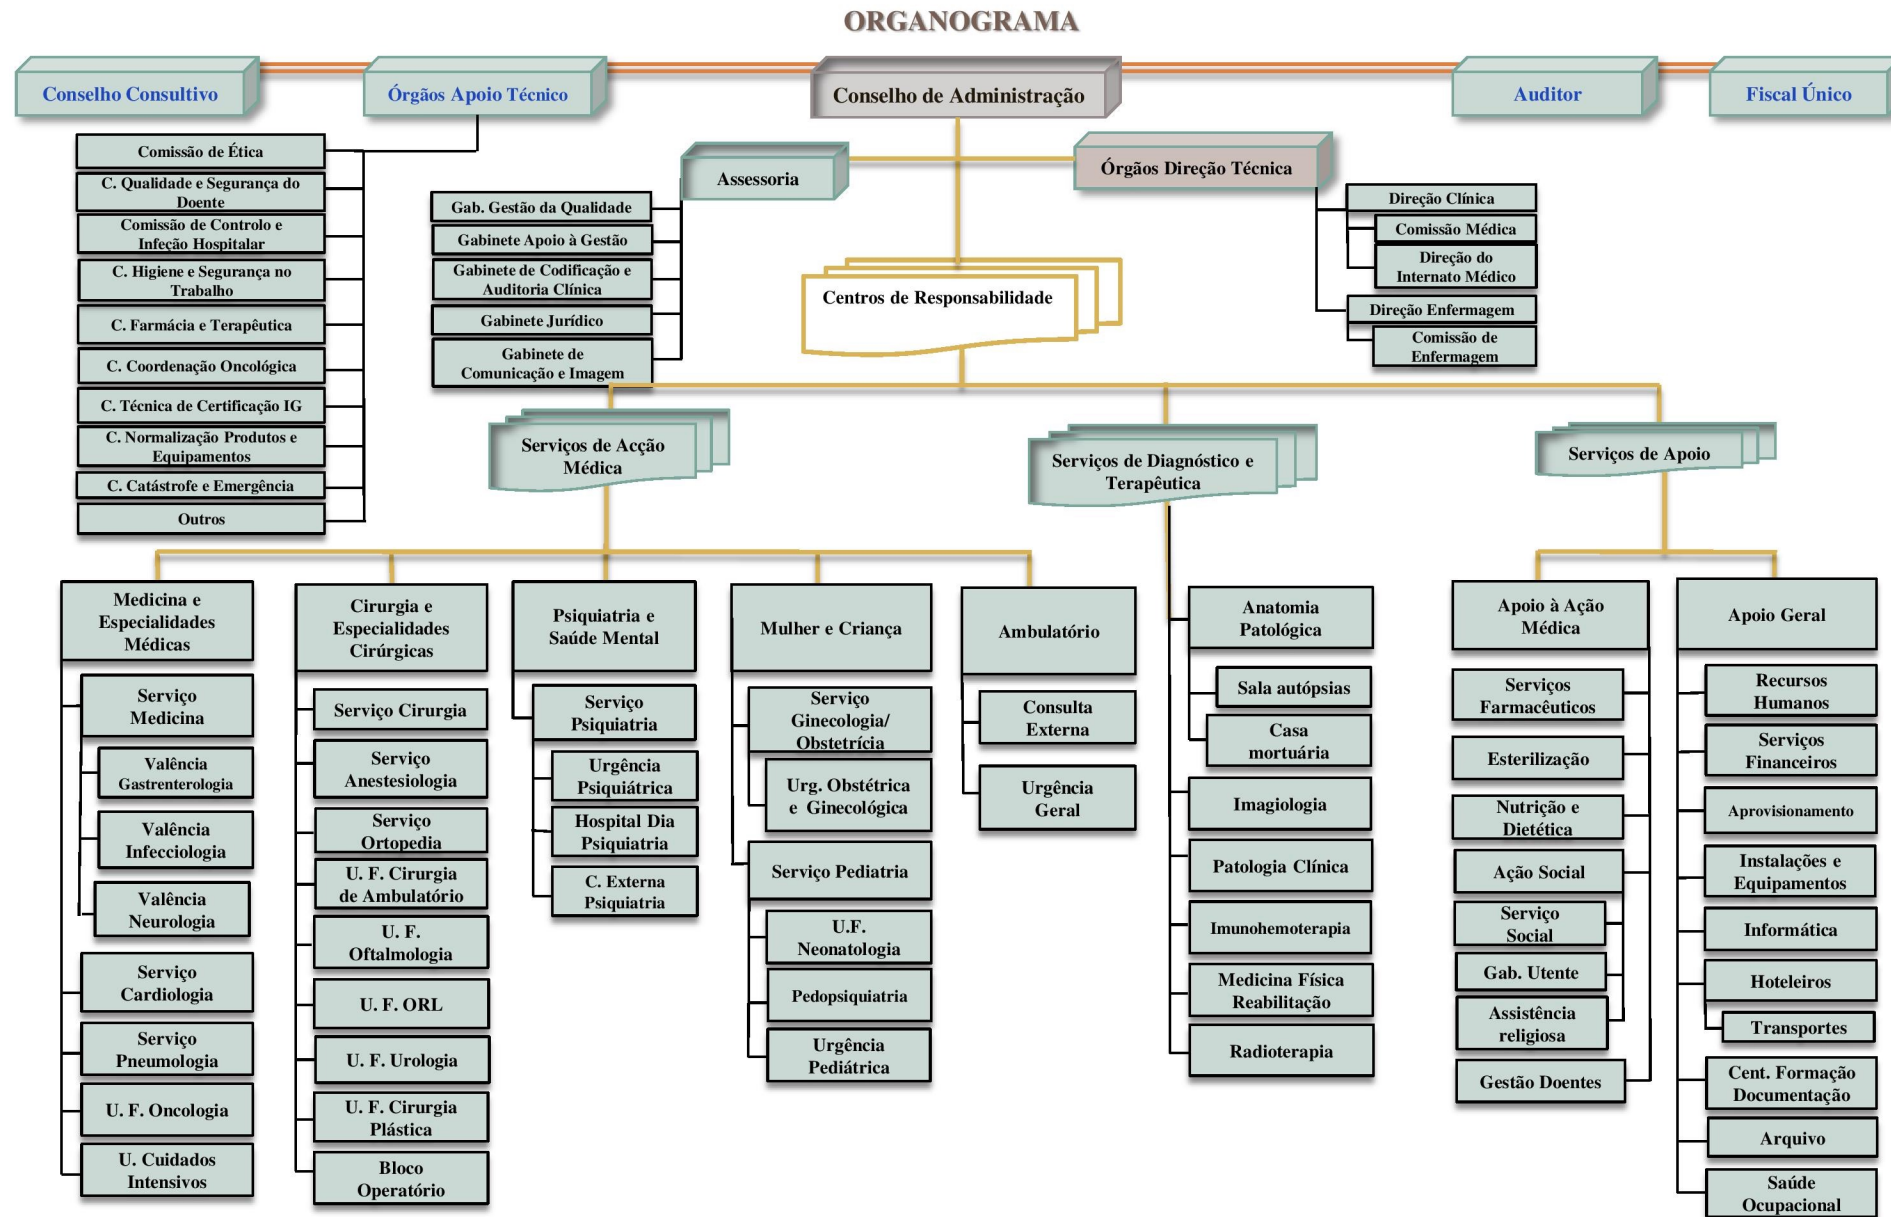 ORGANOGRAMA
Conselho Consultivo
Órgãos Apoio Técnico
Conselho de Administração
Auditor
Fiscal Único
Comissão de Ética
C. Qualidade e Segurança do
Doente
Comissão de Controlo e
Infeção Hospitalar
C. Higiene e Segurança no
Trabalho
C. Farmácia e Terapêutica
C. Coordenação Oncológica
C. Técnica de Certificação IG
C. Normalização Produtos e
Equipamentos
C. Catástrofe e Emergência
Outros
Assessoria
Gab. Gestão da Qualidade
Gabinete Apoio à Gestão
Gabinete de Codificação e
Auditoria Clínica
Gabinete Jurídico
Gabinete de
Comunicação e Imagem
Órgãos Direção Técnica
Direção Clínica
Comissão Médica
Direção do
Internato Médico
Direção Enfermagem
Comissão de
Enfermagem
Centros de Responsabilidade
Serviços de Acção
Médica
Serviços de Diagnóstico e
Terapêutica
Serviços de Apoio
Medicina e
Especialidades
Médicas
Serviço
Medicina
Valência
Gastrenterologia
Valência
Infecciologia
Valência
Neurologia
Serviço
Cardiologia
Serviço
Pneumologia
U. F. Oncologia
U. Cuidados
Intensivos
Cirurgia e
Especialidades
Cirúrgicas
Serviço Cirurgia
Serviço
Anestesiologia
Serviço
Ortopedia
U. F. Cirurgia
de Ambulatório
U. F.
Oftalmologia
U. F. ORL
U. F. Urologia
U. F. Cirurgia
Plástica
Bloco
Operatório
Psiquiatria e
Saúde Mental
Serviço
Psiquiatria
Urgência
Psiquiátrica
Hospital Dia
Psiquiatria
C. Externa
Psiquiatria
Mulher e Criança
Serviço
Ginecologia/
Obstetrícia
Urg. Obstétrica
e Ginecológica
Serviço Pediatria
U.F.
Neonatologia
Pedopsiquiatria
Urgência
Pediátrica
Ambulatório
Consulta
Externa
Urgência
Geral
Anatomia
Patológica
Sala autópsias
Casa
mortuária
Imagiologia
Patologia Clínica
Imunohemoterapia
Medicina Física
Reabilitação
Radioterapia
Apoio à Ação
Médica
Serviços
Farmacêuticos
Esterilização
Nutrição e
Dietética
Ação Social
Serviço
Social
Gab. Utente
Assistência
religiosa
Gestão Doentes
Apoio Geral
Recursos
Humanos
Serviços
Financeiros
Aprovisionamento
Instalações e
Equipamentos
Informática
Hoteleiros
Transportes
Cent. Formação
Documentação
Arquivo
Saúde
Ocupacional